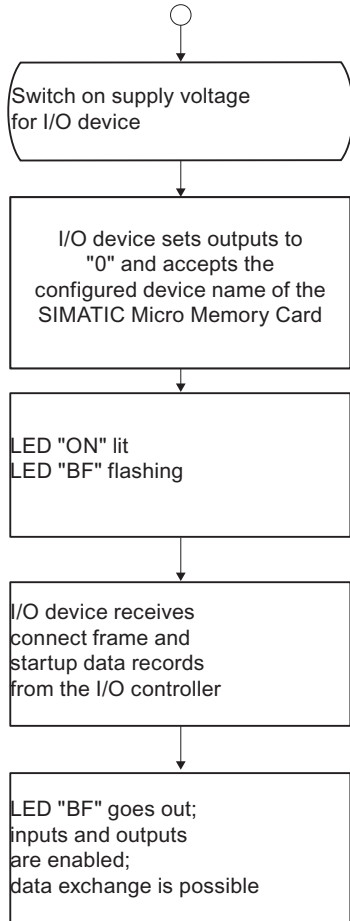 Switch on supply voltage
for I/O device
I/O device sets outputs to
"0" and accepts the
configured device name of the
SIMATIC Micro Memory Card
LED "ON" lit
LED "BF" flashing
I/O device receives
connect frame and
startup data records
from the I/O controller
LED "BF" goes out;
inputs and outputs
are enabled;
data exchange is possible